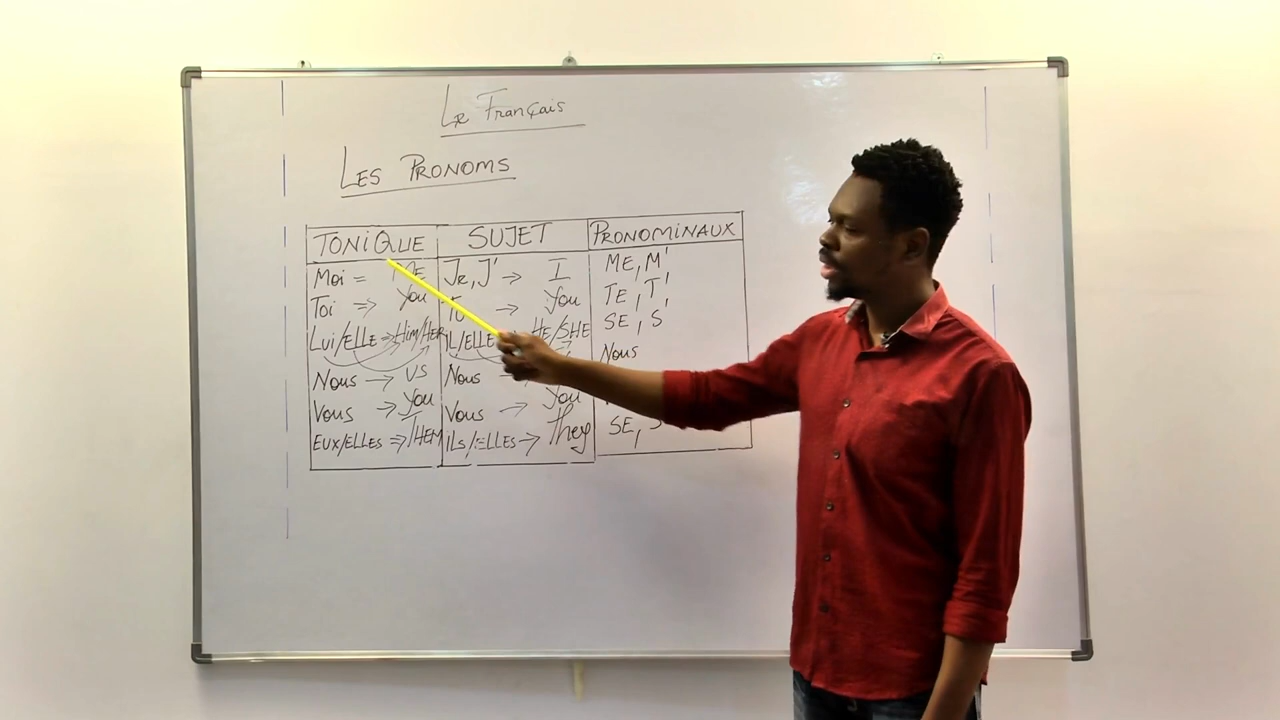 Le Français
LES PRONOMS
TONiQUE SUJET PRONOMiNAUX
Moi = ME Je, J' → I ME, M'
Toi => You → You TE, T'
Lui/ELLE => Him/HER iL/ELLE HE/SHE SE, S'
Nous → US Nous Nous
Vous → You Vous → You
EUX/ELLES => THEM iLs/ELLES → They SE,